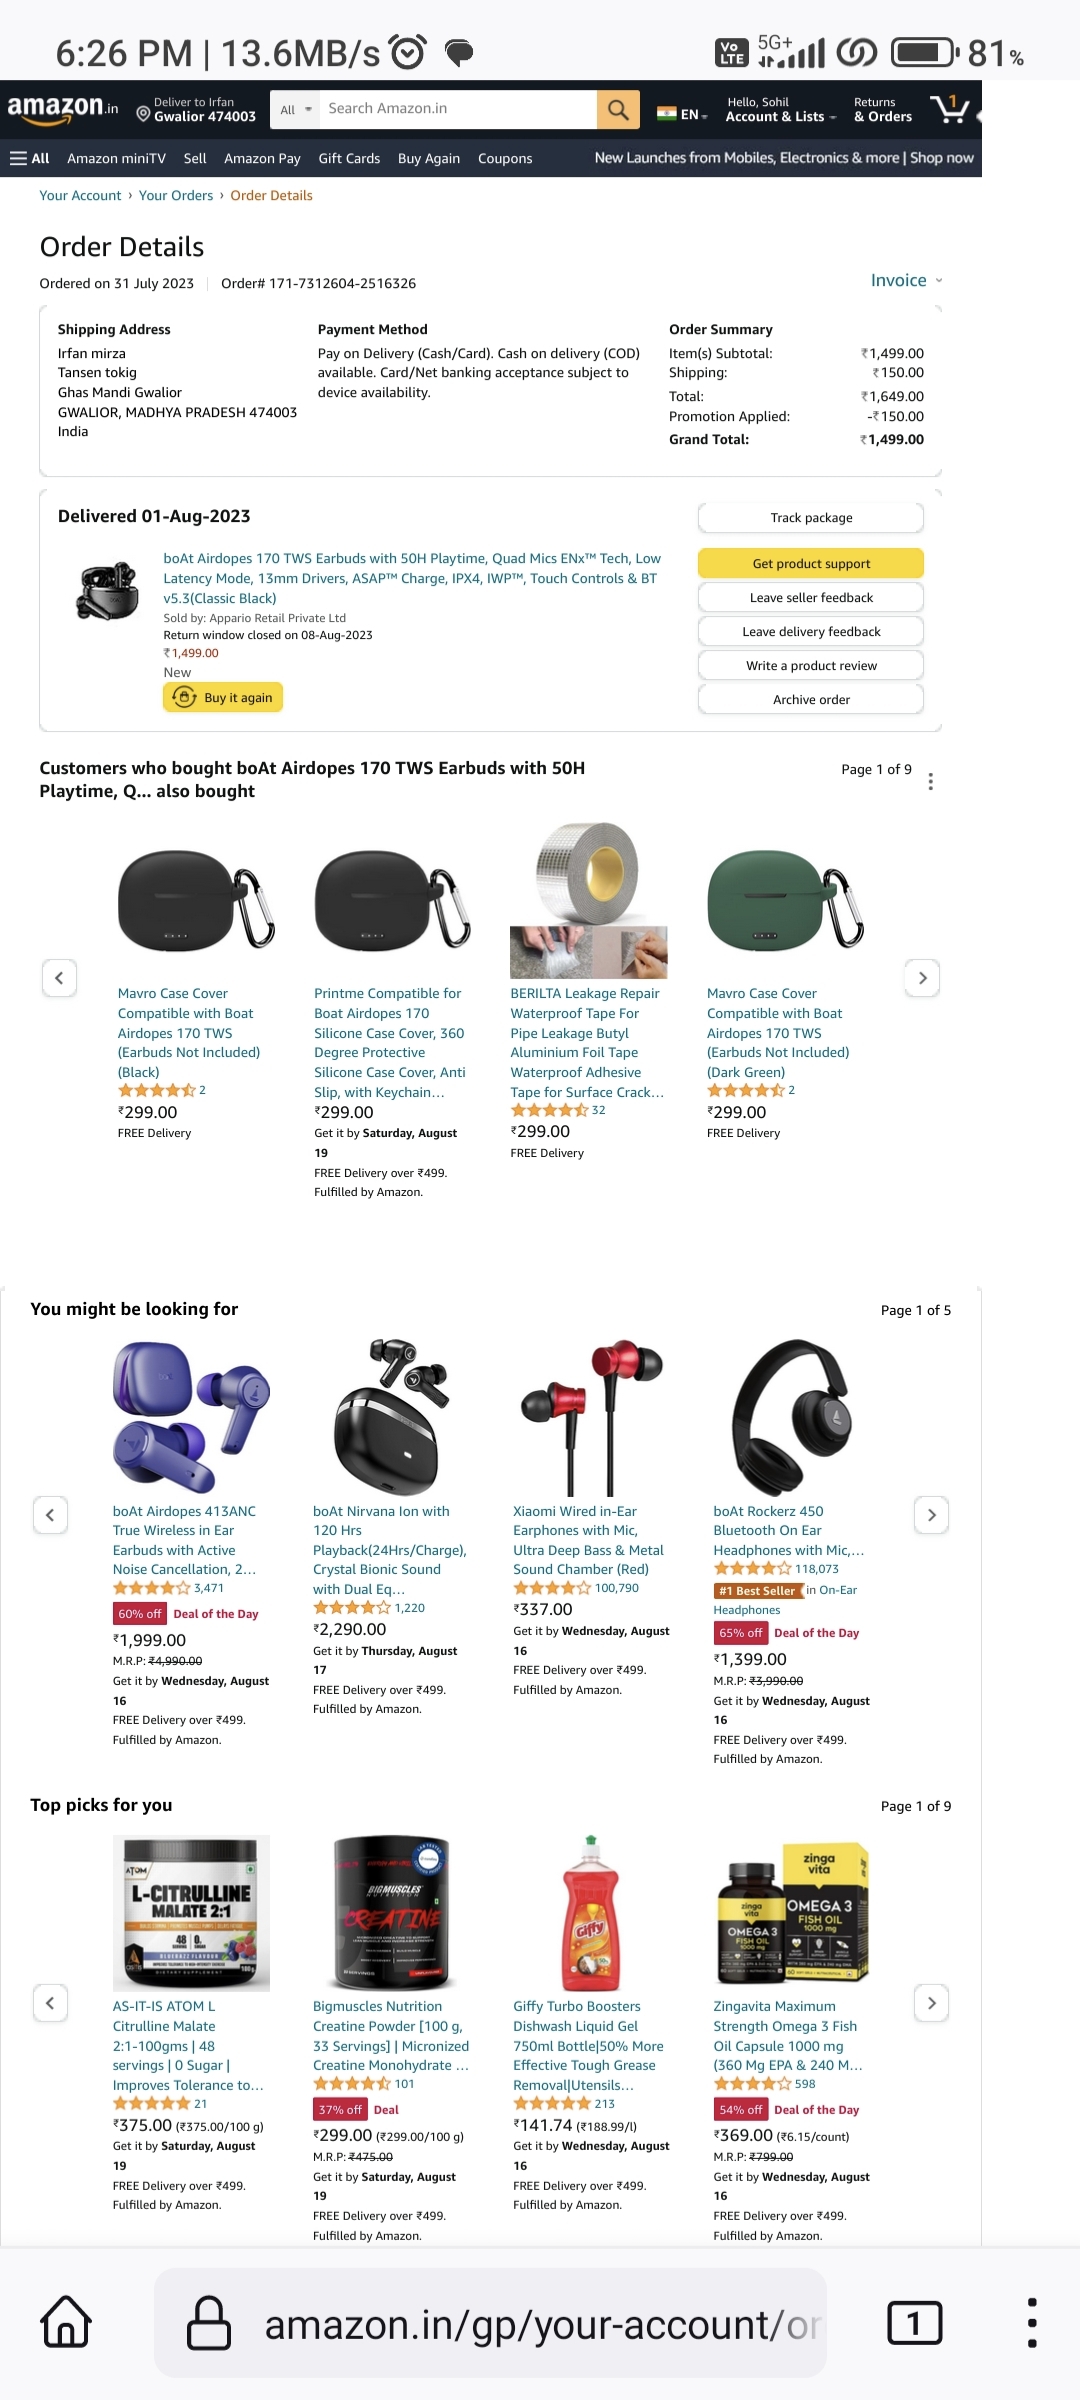 6:26 PM | 13.6MB/s
Vo LTE 5G+ 81%
amazon.in
Deliver to Irfan
Gwalior 474003
All
Search Amazon.in
EN
Hello, Sohil
Account & Lists
Returns
& Orders
1
All Amazon miniTV Sell Amazon Pay Gift Cards Buy Again Coupons
New Launches from Mobiles, Electronics & more | Shop now
Your Account › Your Orders › Order Details
Order Details
Ordered on 31 July 2023 | Order# 171-7312604-2516326
Invoice
Shipping Address
Irfan mirza
Tansen tokig
Ghas Mandi Gwalior
GWALIOR, MADHYA PRADESH 474003
India
Payment Method
Pay on Delivery (Cash/Card). Cash on delivery (COD)
available. Card/Net banking acceptance subject to
device availability.
Order Summary
Item(s) Subtotal: ₹1,499.00
Shipping: ₹150.00
Total: ₹1,649.00
Promotion Applied: -₹150.00
Grand Total: ₹1,499.00
Delivered 01-Aug-2023
boAt Airdopes 170 TWS Earbuds with 50H Playtime, Quad Mics ENx™ Tech, Low
Latency Mode, 13mm Drivers, ASAP™ Charge, IPX4, IWP™, Touch Controls & BT
v5.3(Classic Black)
Sold by: Appario Retail Private Ltd
Return window closed on 08-Aug-2023
₹1,499.00
New
Buy it again
Track package
Get product support
Leave seller feedback
Leave delivery feedback
Write a product review
Archive order
Customers who bought boAt Airdopes 170 TWS Earbuds with 50H
Playtime, Q... also bought
Page 1 of 9
Mavro Case Cover
Compatible with Boat
Airdopes 170 TWS
(Earbuds Not Included)
(Black)
2
₹299.00
FREE Delivery
Printme Compatible for
Boat Airdopes 170
Silicone Case Cover, 360
Degree Protective
Silicone Case Cover, Anti
Slip, with Keychain...
₹299.00
Get it by Saturday, August
19
FREE Delivery over ₹499.
Fulfilled by Amazon.
BERILTA Leakage Repair
Waterproof Tape For
Pipe Leakage Butyl
Aluminium Foil Tape
Waterproof Adhesive
Tape for Surface Crack...
32
₹299.00
FREE Delivery
Mavro Case Cover
Compatible with Boat
Airdopes 170 TWS
(Earbuds Not Included)
(Dark Green)
2
₹299.00
FREE Delivery
You might be looking for
Page 1 of 5
boAt Airdopes 413ANC
True Wireless in Ear
Earbuds with Active
Noise Cancellation, 2...
3,471
60% off Deal of the Day
₹1,999.00
M.R.P: ₹4,990.00
Get it by Wednesday, August
16
FREE Delivery over ₹499.
Fulfilled by Amazon.
boAt Nirvana Ion with
120 Hrs
Playback(24Hrs/Charge),
Crystal Bionic Sound
with Dual Eq...
1,220
₹2,290.00
Get it by Thursday, August
17
FREE Delivery over ₹499.
Fulfilled by Amazon.
Xiaomi Wired in-Ear
Earphones with Mic,
Ultra Deep Bass & Metal
Sound Chamber (Red)
100,790
₹337.00
Get it by Wednesday, August
16
FREE Delivery over ₹499.
Fulfilled by Amazon.
boAt Rockerz 450
Bluetooth On Ear
Headphones with Mic,...
118,073
#1 Best Seller in On-Ear
Headphones
65% off Deal of the Day
₹1,399.00
M.R.P: ₹3,990.00
Get it by Wednesday, August
16
FREE Delivery over ₹499.
Fulfilled by Amazon.
Top picks for you
Page 1 of 9
ATOM
L-CITRULLINE
MALATE 2:1
48
BIGMUSCLES
NUTRITION
CREATINE
Giffy
zinga
vita
OMEGA 3
FISH OIL
1000 mg
zinga
vita
OMEGA 3
FISH OIL
1000 mg
AS-IT-IS ATOM L
Citrulline Malate
2:1-100gms | 48
servings | 0 Sugar |
Improves Tolerance to...
21
₹375.00 (₹375.00/100 g)
Get it by Saturday, August
19
FREE Delivery over ₹499.
Fulfilled by Amazon.
Bigmuscles Nutrition
Creatine Powder [100 g,
33 Servings] | Micronized
Creatine Monohydrate ...
101
37% off Deal
₹299.00 (₹299.00/100 g)
M.R.P: ₹475.00
Get it by Saturday, August
19
FREE Delivery over ₹499.
Fulfilled by Amazon.
Giffy Turbo Boosters
Dishwash Liquid Gel
750ml Bottle|50% More
Effective Tough Grease
Removal|Utensils...
213
₹141.74 (₹188.99/l)
Get it by Wednesday, August
16
FREE Delivery over ₹499.
Fulfilled by Amazon.
Zingavita Maximum
Strength Omega 3 Fish
Oil Capsule 1000 mg
(360 Mg EPA & 240 M...
598
54% off Deal of the Day
₹369.00 (₹6.15/count)
M.R.P: ₹799.00
Get it by Wednesday, August
16
FREE Delivery over ₹499.
Fulfilled by Amazon.
amazon.in/gp/your-account/or
1